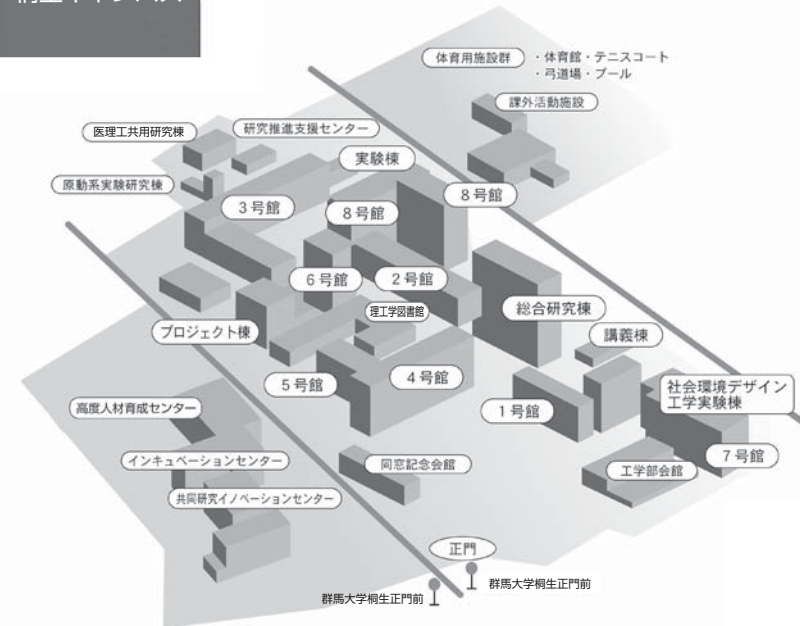 桐生キャンパス
体育用施設群
・体育館・テニスコート
・弓道場・プール
課外活動施設
医理工共用研究棟
研究推進支援センター
実験棟
原動系実験研究棟
3号館
8号館
8号館
6号館
2号館
理工学図書館
総合研究棟
プロジェクト棟
講義棟
5号館
4号館
1号館
社会環境デザイン
工学実験棟
高度人材育成センター
7号館
インキュベーションセンター
同窓記念会館
工学部会館
共同研究イノベーションセンター
正門
群馬大学桐生正門前
群馬大学桐生正門前